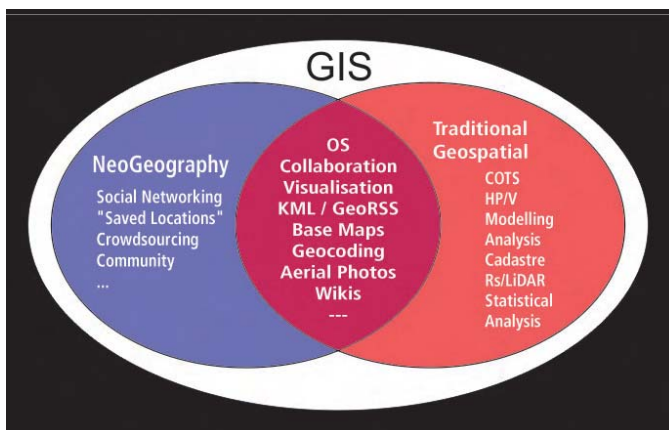 GIS
NeoGeography
Social Networking
"Saved Locations"
Crowdsourcing
Community
...
OS
Collaboration
Visualisation
KML / GeoRSS
Base Maps
Geocoding
Aerial Photos
Wikis
---
Traditional
Geospatial
COTS
HP/V
Modelling
Analysis
Cadastre
Rs/LiDAR
Statistical
Analysis